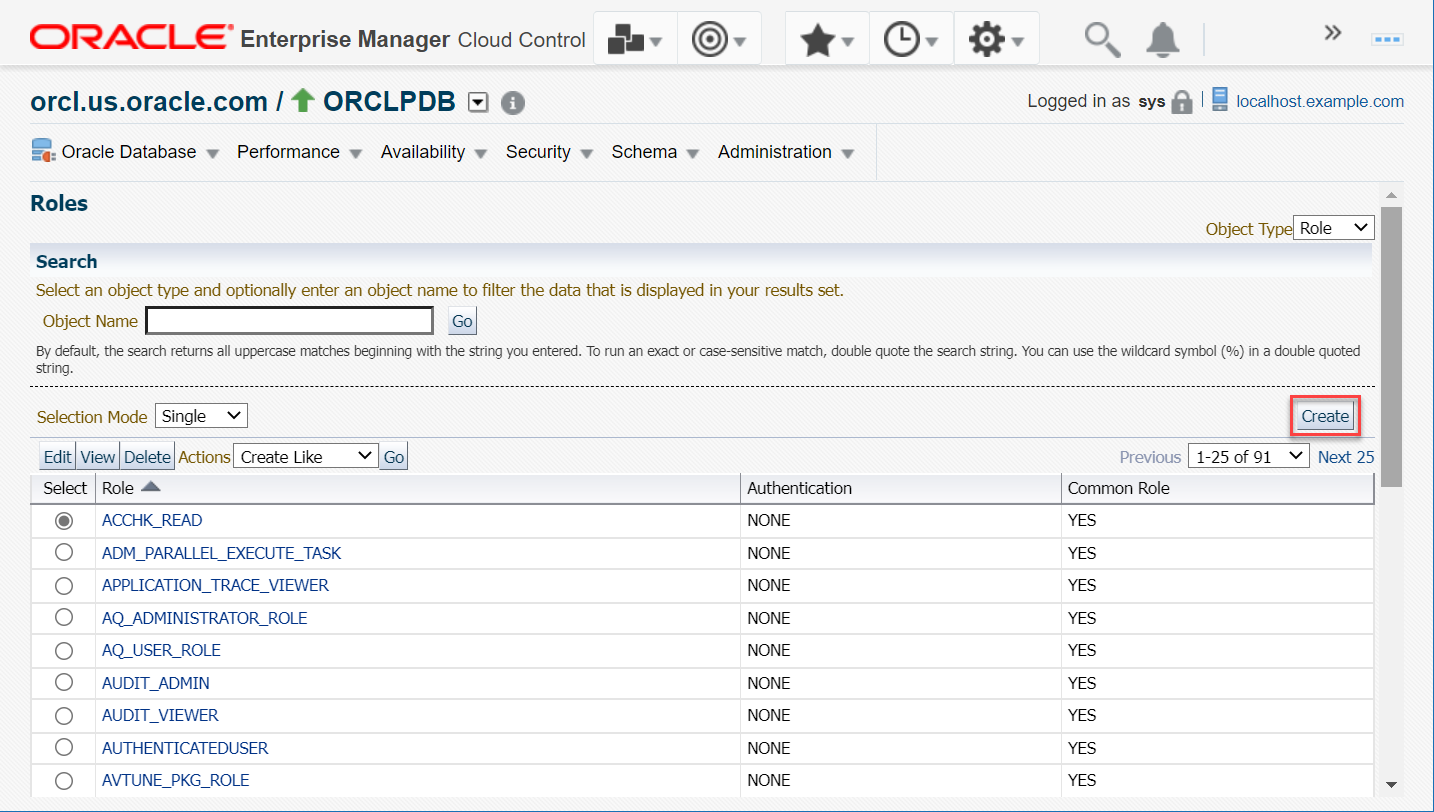 ORACLE Enterprise Manager Cloud Control
orcl.us.oracle.com / ORCLPDB
Logged in as sys localhost.example.com
Oracle Database Performance Availability Security Schema Administration
Roles
Object Type Role
Search
Select an object type and optionally enter an object name to filter the data that is displayed in your results set.
Object Name Go
By default, the search returns all uppercase matches beginning with the string you entered. To run an exact or case-sensitive match, double quote the search string. You can use the wildcard symbol (%) in a double quoted
string.
Selection Mode Single Create
Edit View Delete Actions Create Like Go Previous 1-25 of 91 Next 25
Select Role Authentication Common Role
ACCHK_READ NONE YES
ADM_PARALLEL_EXECUTE_TASK NONE YES
APPLICATION_TRACE_VIEWER NONE YES
AQ_ADMINISTRATOR_ROLE NONE YES
AQ_USER_ROLE NONE YES
AUDIT_ADMIN NONE YES
AUDIT_VIEWER NONE YES
AUTHENTICATEDUSER NONE YES
AVTUNE_PKG_ROLE NONE YES